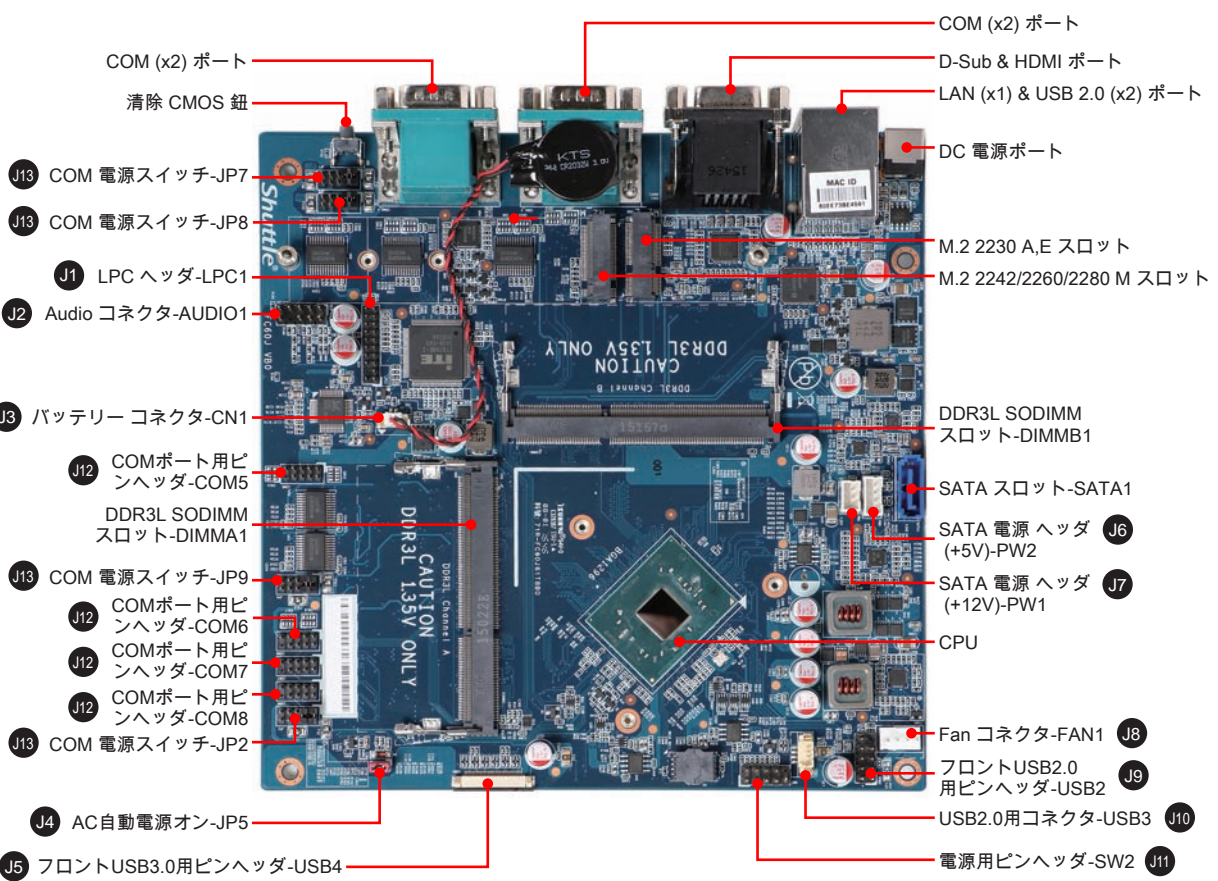 COM (x2) ポート
COM (x2) ポート
D-Sub & HDMI ポート
清除 CMOS 鈕
LAN (x1) & USB 2.0 (x2) ポート
DC 電源ポート
J13 COM 電源スイッチ-JP7
J13 COM 電源スイッチ-JP8
J1 LPC ヘッダ-LPC1
J2 Audio コネクタ-AUDIO1
M.2 2230 A,E スロット
M.2 2242/2260/2280 M スロット
J3 バッテリー コネクタ-CN1
J12 COMポート用ピ
ンヘッダ-COM5
DDR3L SODIMM
スロット-DIMMA1
J13 COM 電源スイッチ-JP9
J12 COMポート用ピ
ンヘッダ-COM6
J12 COMポート用ピ
ンヘッダ-COM7
J12 COMポート用ピ
ンヘッダ-COM8
J13 COM 電源スイッチ-JP2
J4 AC自動電源オン-JP5
J5 フロントUSB3.0用ピンヘッダ-USB4
DDR3L SODIMM
スロット-DIMMB1
SATA スロット-SATA1
SATA 電源 ヘッダ J6
(+5V)-PW2
SATA 電源 ヘッダ J7
(+12V)-PW1
CPU
Fan コネクタ-FAN1 J8
フロントUSB2.0 J9
用ピンヘッダ-USB2
USB2.0用コネクタ-USB3 J10
電源用ピンヘッダ-SW2 J11
Shuttle
KTS
15426
MAC ID
CAUTION
DDR3L 1.35V ONLY
DDR3L Channel B
15157
001
Pb
CAUTION
DDR3L 1.35V ONLY
DDR3L Channel A
15022E
BGA1296